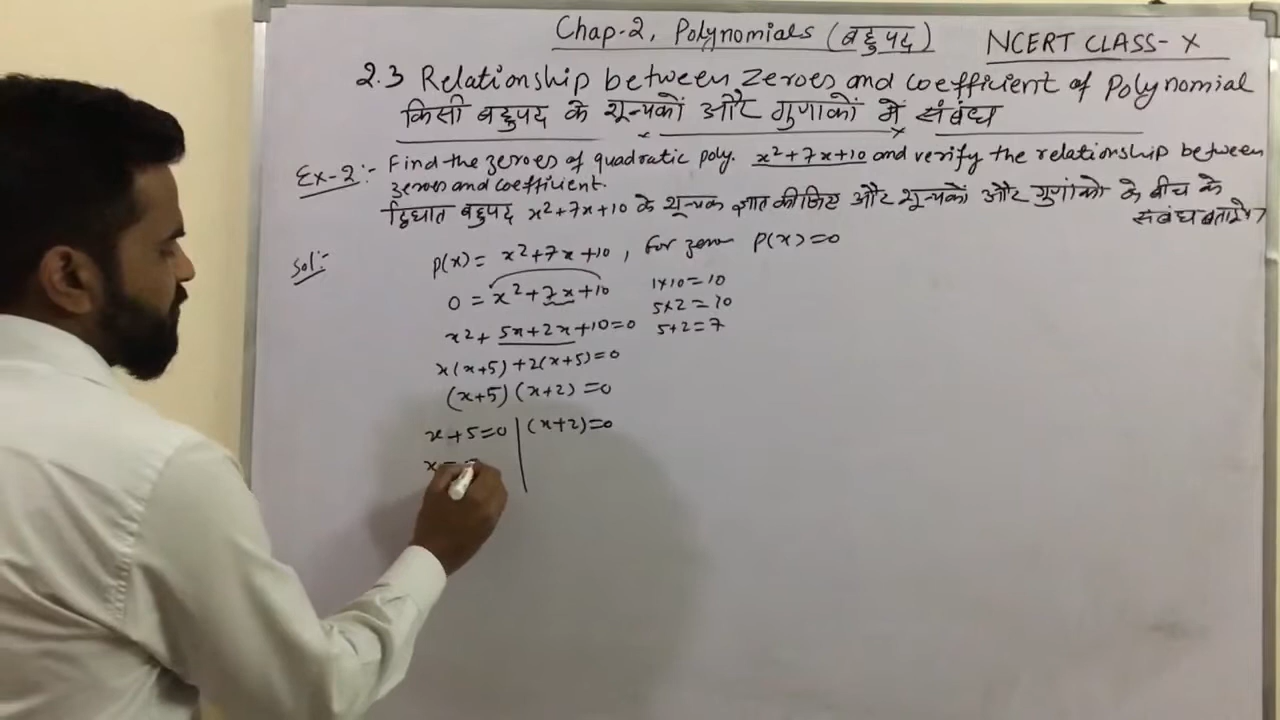 Chap-2, Polynomials (बहुपद)
NCERT CLASS-X
2.3 Relationship between Zeroes and coefficient of Polynomial
किसी बहुपद के शून्यकों और गुणाकों में संबंध
Ex-2:- Find the zeroes of quadratic poly. x²+7x+10 and verify the relationship between
zeroes and coefficient.
द्विघात बहुपद x²+7x+10 के शून्यक ज्ञात कीजिए और शून्यकों और गुणांको के बीच के
संबंध बताइये।
Sol:-
P(x) = x²+7x+10, for zero P(x)=0
0 = x²+7x+10
1×10=10
5×2=10
x²+5x+2x+10=0
5+2=7
x(x+5)+2(x+5)=0
(x+5)(x+2)=0
x+5=0 | (x+2)=0
x=-